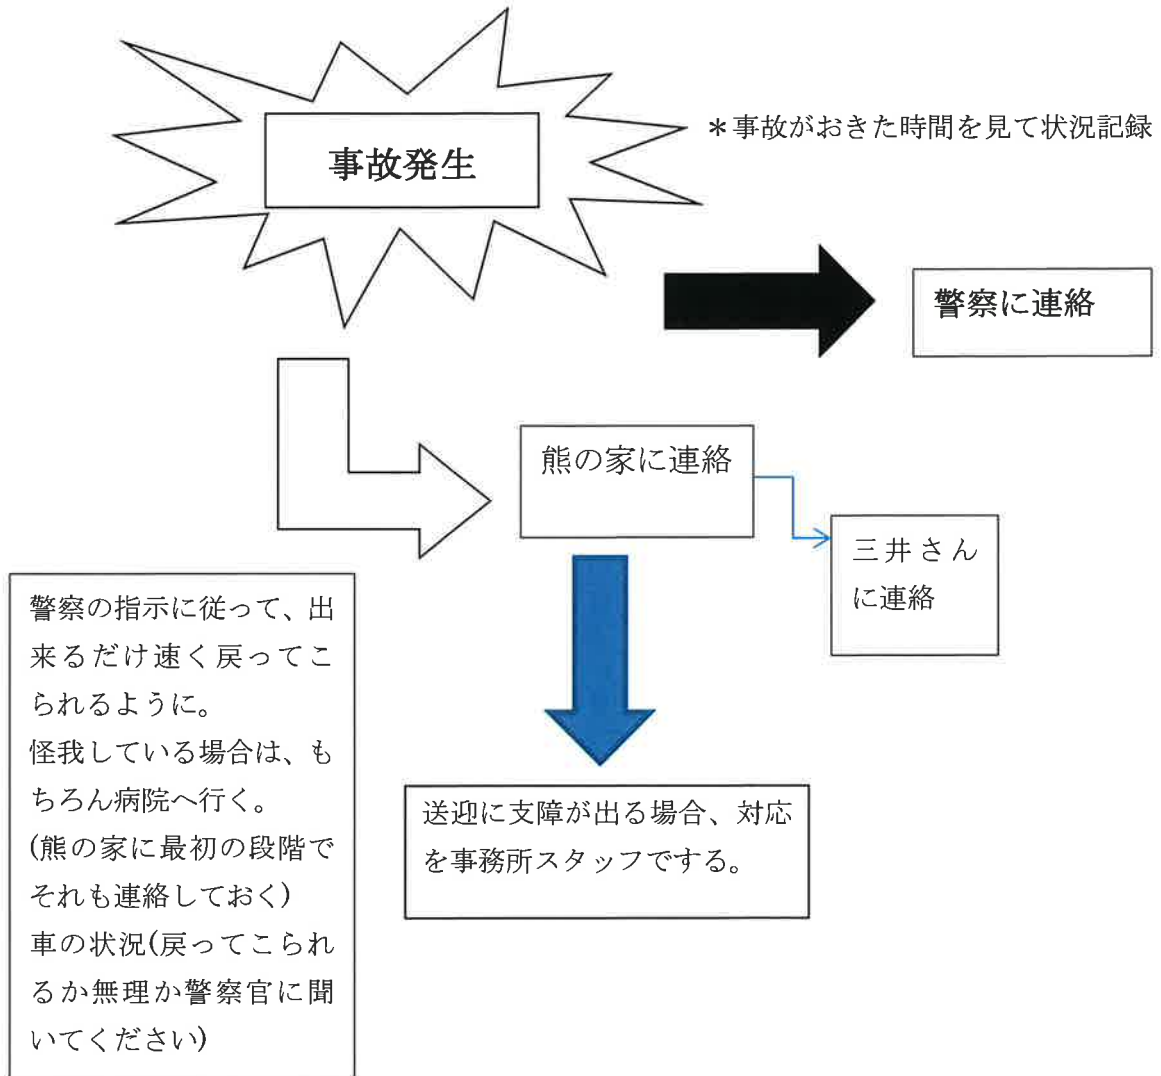 ＊事故がおきた時間を見て状況記録
事故発生
警察に連絡
熊の家に連絡
三井さん
に連絡
警察の指示に従って、出
来るだけ速く戻ってこ
られるように。
怪我している場合は、も
ちろん病院へ行く。
(熊の家に最初の段階で
それも連絡しておく)
車の状況(戻ってこられ
るか無理か警察官に聞
いてください)
送迎に支障が出る場合、対応
を事務所スタッフでする。